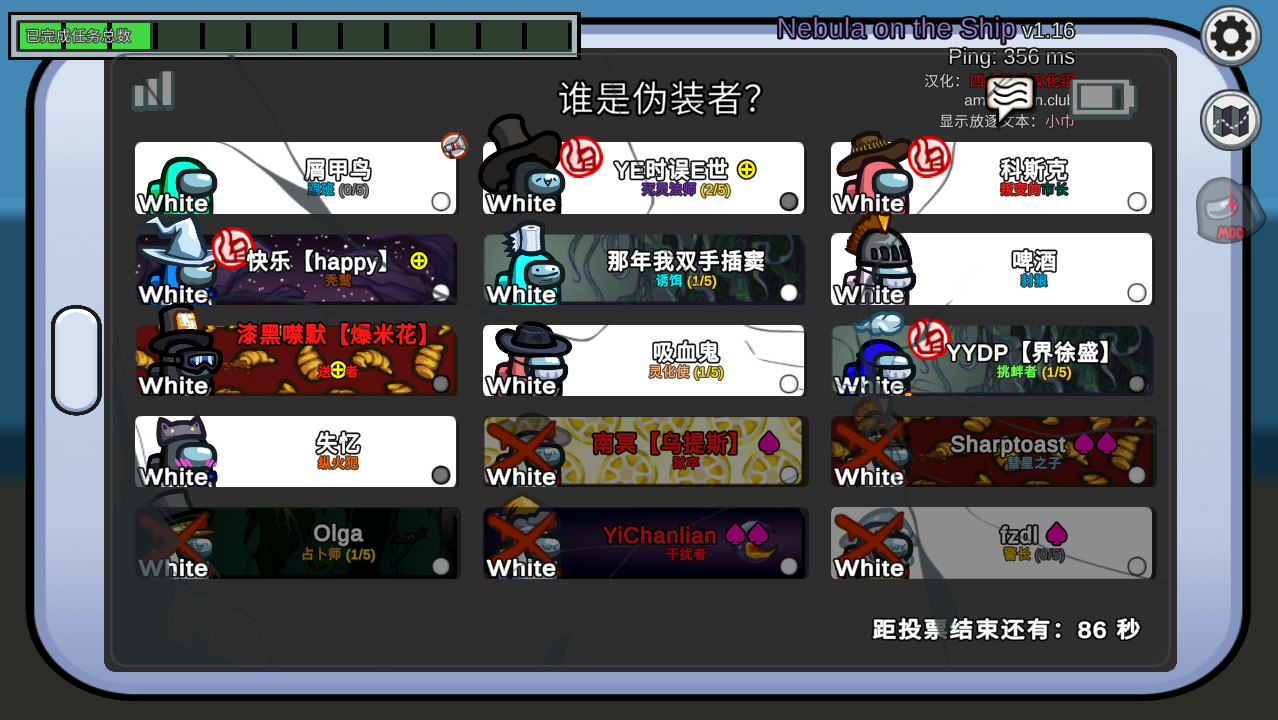 已完成任务总数
Nebula on the Ship v1.16
Ping: 356 ms
汉化:
显示放逐文本: 小巾
谁是伪装者?
屑甲鸟
(0/5)
White
YE时误E世
死灵法师 (2/5)
White
科斯克
叛变的市长
White
快乐【happy】
秃鹫
White
那年我双手插窦
诱饵 (1/5)
White
啤酒
豺狼
White
漆黑噤默【爆米花】
White
吸血鬼
灵化使 (1/5)
White
YYDP【界徐盛】
挑衅者 (1/5)
White
失忆
纵火犯
White
南冥【乌提斯】
White
Sharptoast
彗星之子
White
Olga
占卜师 (1/5)
White
YiChanlian
干扰者
White
fzdl
警长 (0/5)
White
距投票结束还有: 86 秒
MOD